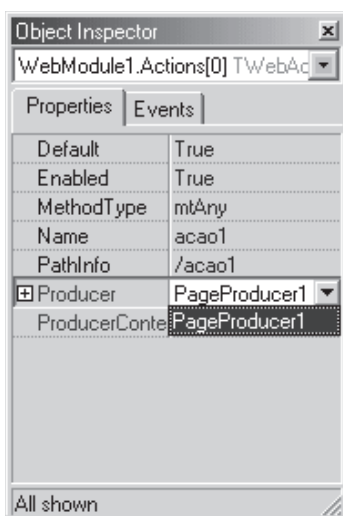 Object Inspector
WebModule1.Actions[0] TWebAc
Properties Events
Default True
Enabled True
MethodType mtAny
Name acao1
PathInfo /acao1
Producer PageProducer1
ProducerConte PageProducer1
All shown